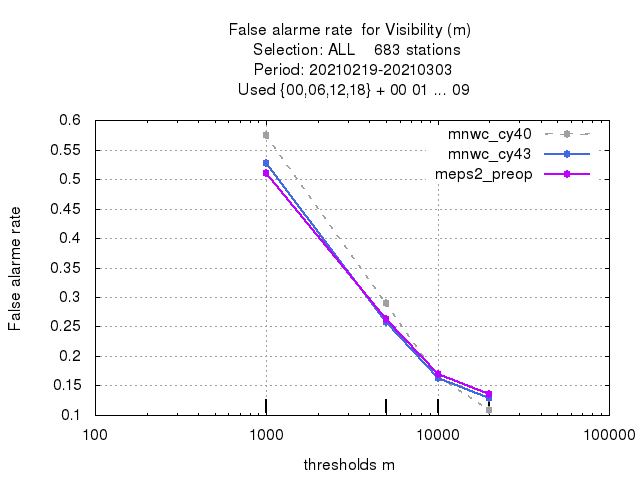 False alarme rate  for Visibility (m)
Selection: ALL    683 stations
Period: 20210219-20210303
Used {00,06,12,18} + 00 01 ... 09
0.6
0.55
0.5
0.45
0.4
0.35
0.3
0.25
0.2
0.15
0.1
False alarme rate
mnwc_cy40
mnwc_cy43
meps2_preop
100
1000
10000
100000
thresholds m